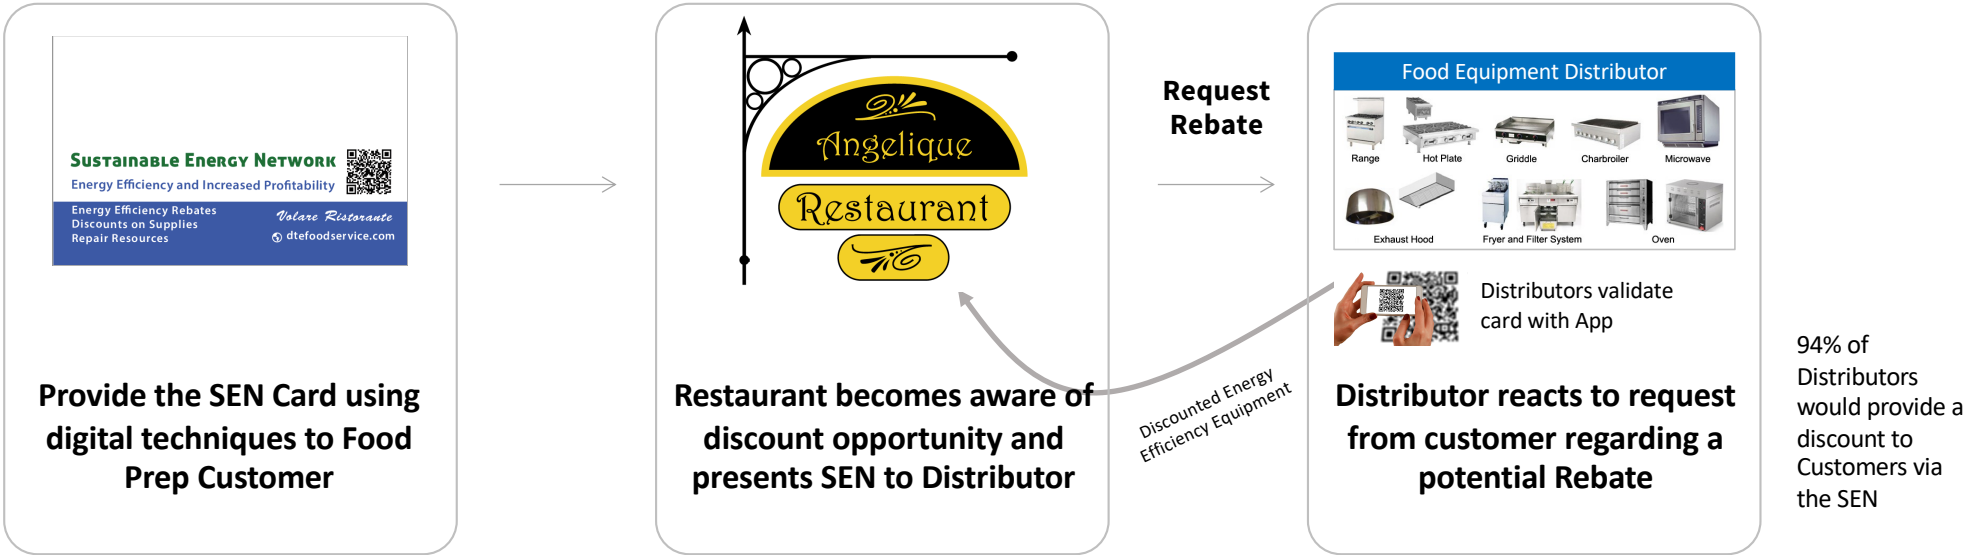 SUSTAINABLE ENERGY NETWORK
Energy Efficiency and Increased Profitability
Energy Efficiency Rebates
Discounts on Supplies
Repair Resources
Volare Ristorante
dtefoodservice.com
Provide the SEN Card using
digital techniques to Food
Prep Customer
Angelique
Restaurant
Restaurant becomes aware of
discount opportunity and
presents SEN to Distributor
Request
Rebate
Discounted Energy
Efficiency Equipment
Food Equipment Distributor
Range
Hot Plate
Griddle
Charbroiler
Microwave
Exhaust Hood
Fryer and Filter System
Oven
Distributors validate
card with App
Distributor reacts to request
from customer regarding a
potential Rebate
94% of
Distributors
would provide a
discount to
Customers via
the SEN